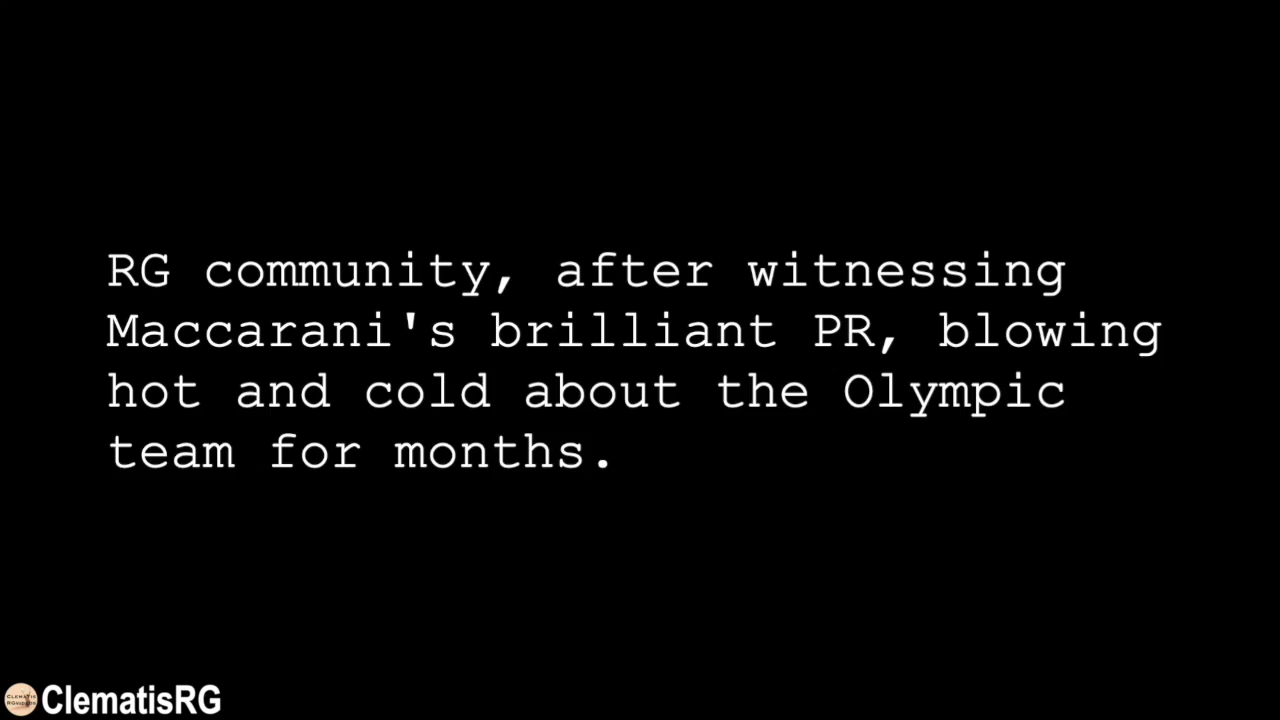 RG community, after witnessing
Maccarani's brilliant PR, blowing
hot and cold about the Olympic
team for months.
ClematisRG